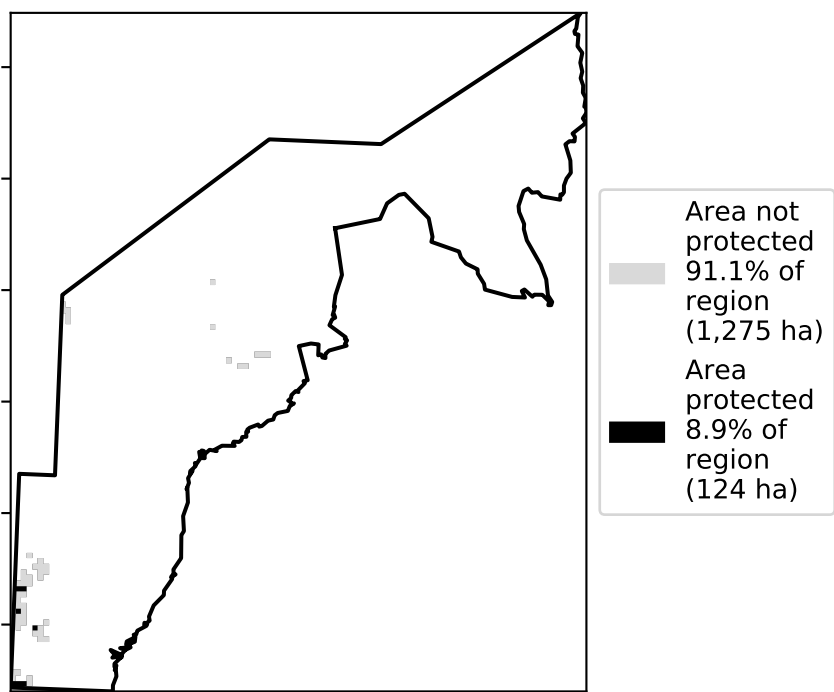 Area not
protected
91.1% of
region
(1,275 ha)
Area
protected
8.9% of
region
(124 ha)